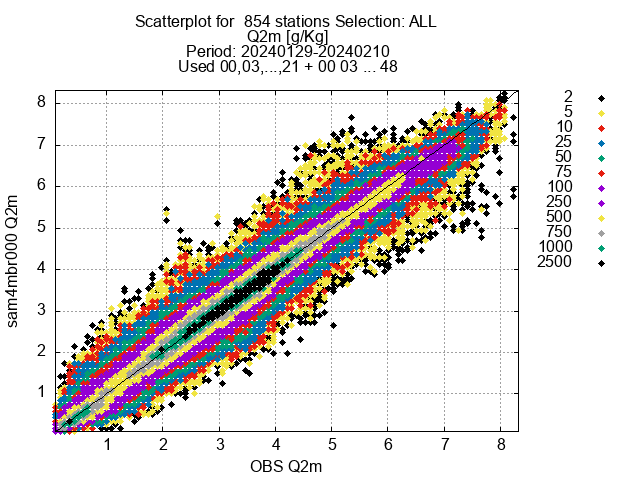 Scatterplot for  854 stations Selection: ALL
Q2m [g/Kg]
Period: 20240129-20240210
Used 00,03,...,21 + 00 03 ... 48
8
7
6
5
4
3
2
1
sam4mbr000 Q2m
1 2 3 4 5 6 7 8
OBS Q2m
2
5
10
25
50
75
100
250
500
750
1000
2500